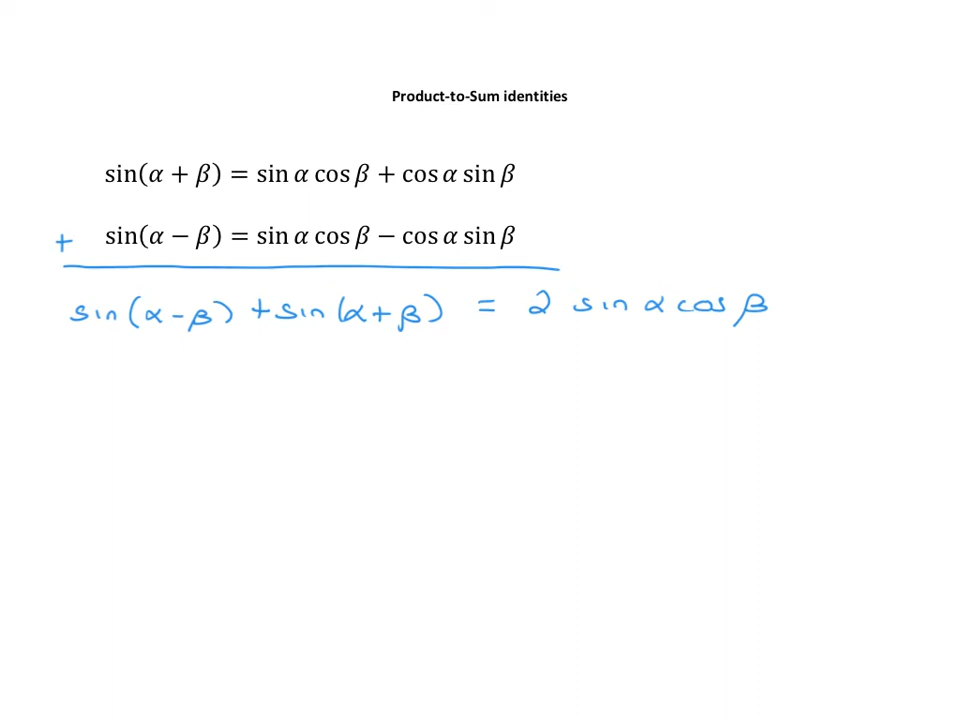 Product-to-Sum identities
sin(α + β) = sin α cos β + cos α sin β
+ sin(α − β) = sin α cos β − cos α sin β
sin(α-β) + sin(α+β) = 2 sin α cos β